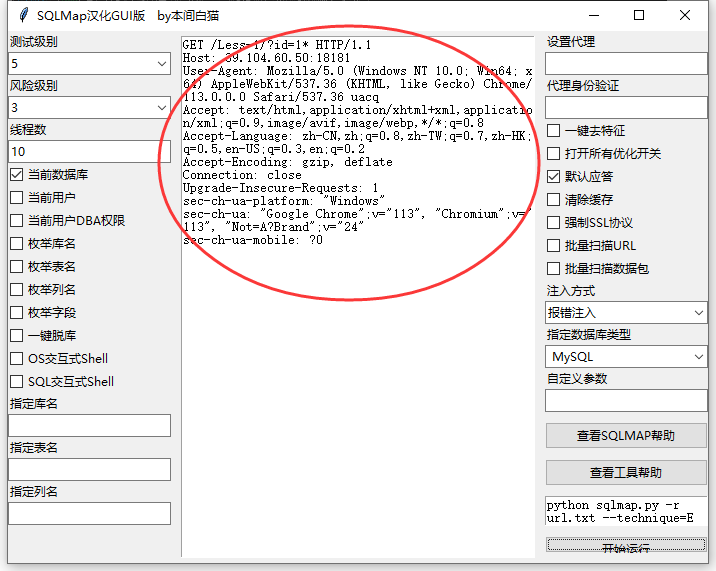 SQLMap汉化GUI版 by本间白猫
测试级别
5
风险级别
3
线程数
10
当前数据库
当前用户
当前用户DBA权限
枚举库名
枚举表名
枚举列名
枚举字段
一键脱库
OS交互式Shell
SQL交互式Shell
指定库名
指定表名
指定列名
GET /Less-1/?id=1* HTTP/1.1
Host: 39.104.60.50:18181
User-Agent: Mozilla/5.0 (Windows NT 10.0; Win64; x
64) AppleWebKit/537.36 (KHTML, like Gecko) Chrome/
113.0.0.0 Safari/537.36 uacq
Accept: text/html,application/xhtml+xml,applicatio
n/xml;q=0.9,image/avif,image/webp,*/*;q=0.8
Accept-Language: zh-CN,zh;q=0.8,zh-TW;q=0.7,zh-HK;
q=0.5,en-US;q=0.3,en;q=0.2
Accept-Encoding: gzip, deflate
Connection: close
Upgrade-Insecure-Requests: 1
sec-ch-ua-platform: "Windows"
sec-ch-ua: "Google Chrome";v="113", "Chromium";v="
113", "Not=A?Brand";v="24"
sec-ch-ua-mobile: ?0
设置代理
代理身份验证
一键去特征
打开所有优化开关
默认应答
清除缓存
强制SSL协议
批量扫描URL
批量扫描数据包
注入方式
报错注入
指定数据库类型
MySQL
自定义参数
查看SQLMAP帮助
查看工具帮助
python sqlmap.py -r
url.txt --technique=E
开始运行